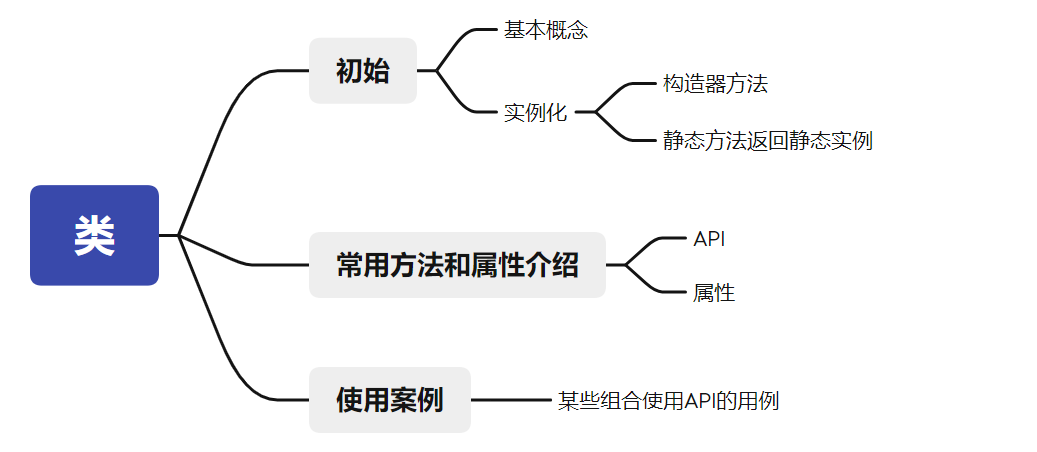 类
初始
基本概念
实例化
构造器方法
静态方法返回静态实例
常用方法和属性介绍
API
属性
使用案例
某些组合使用API的用例